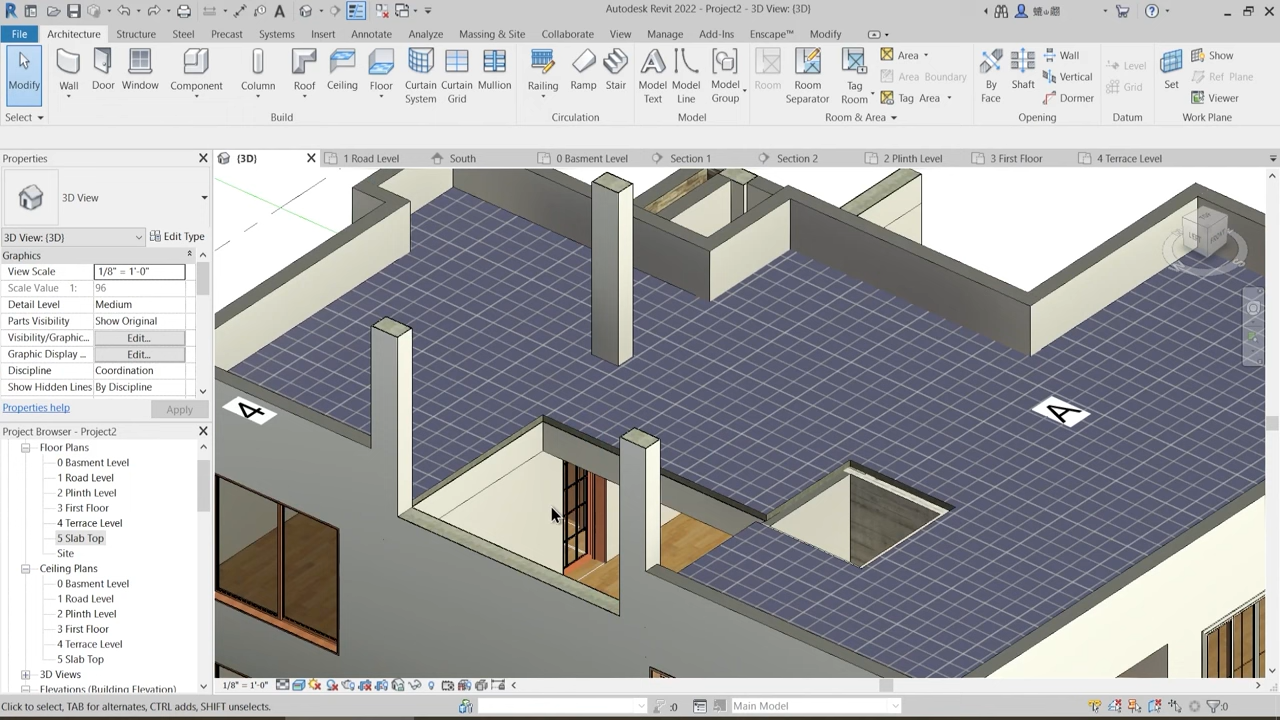 Autodesk Revit 2022 - Project2 - 3D View: {3D}
File Architecture Structure Steel Precast Systems Insert Annotate Analyze Massing & Site Collaborate View Manage Add-Ins Enscape™ Modify
Modify Wall Door Window Component Column Roof Ceiling Floor Curtain System Curtain Grid Mullion Railing Ramp Stair Model Text Model Line Model Group Room Room Separator Tag Room
Area Area Boundary Tag Area
By Face Shaft Wall Vertical Dormer
Level Grid
Set Show Ref Plane Viewer
Select Build Circulation Model Room & Area Opening Datum Work Plane
Properties
{3D} 1 Road Level South 0 Basment Level Section 1 Section 2 2 Plinth Level 3 First Floor 4 Terrace Level
3D View
3D View: {3D} Edit Type
Graphics
View Scale 1/8" = 1'-0"
Scale Value 1: 96
Detail Level Medium
Parts Visibility Show Original
Visibility/Graphic... Edit...
Graphic Display ... Edit...
Discipline Coordination
Show Hidden Lines By Discipline
Properties help Apply
Project Browser - Project2
Floor Plans
0 Basment Level
1 Road Level
2 Plinth Level
3 First Floor
4 Terrace Level
5 Slab Top
Site
Ceiling Plans
0 Basment Level
1 Road Level
2 Plinth Level
3 First Floor
4 Terrace Level
5 Slab Top
3D Views
Elevations (Building Elevation)
4
A
LEFT FRONT
1/8" = 1'-0"
Click to select, TAB for alternates, CTRL adds, SHIFT unselects.
:0 Main Model :0